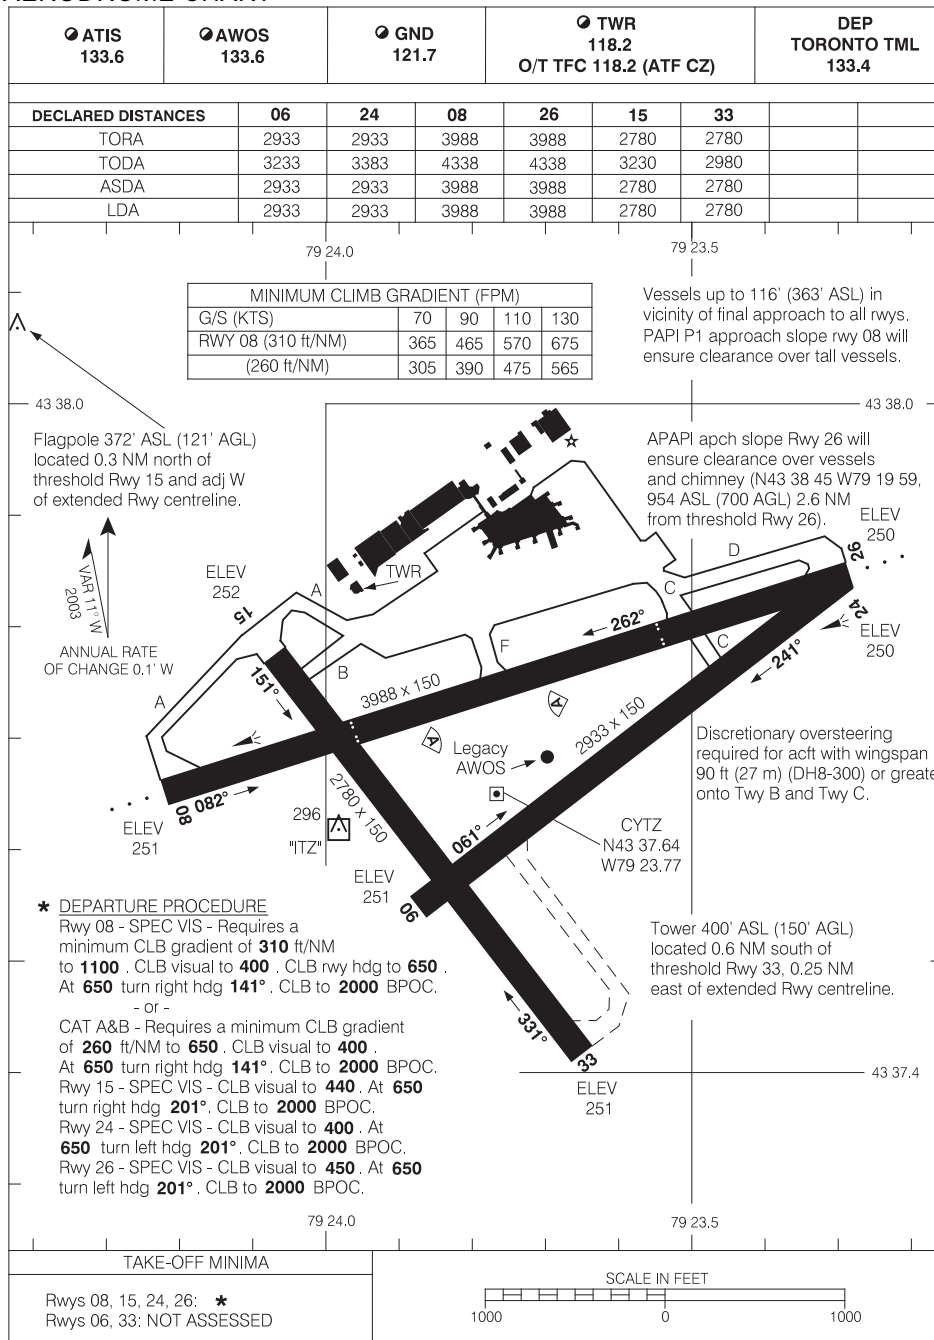 ATIS
133.6
AWOS
133.6
GND
121.7
TWR
118.2
O/T TFC 118.2 (ATF CZ)
DEP
TORONTO TML
133.4
DECLARED DISTANCES 06 24 08 26 15 33
TORA 2933 2933 3988 3988 2780 2780
TODA 3233 3383 4338 4338 3230 2980
ASDA 2933 2933 3988 3988 2780 2780
LDA 2933 2933 3988 3988 2780 2780
79 24.0
79 23.5
MINIMUM CLIMB GRADIENT (FPM)
G/S (KTS) 70 90 110 130
RWY 08 (310 ft/NM) 365 465 570 675
(260 ft/NM) 305 390 475 565
Vessels up to 116' (363' ASL) in
vicinity of final approach to all rwys.
PAPI P1 approach slope rwy 08 will
ensure clearance over tall vessels.
43 38.0
43 38.0
Flagpole 372' ASL (121' AGL)
located 0.3 NM north of
threshold Rwy 15 and adj W
of extended Rwy centreline.
APAPI apch slope Rwy 26 will
ensure clearance over vessels
and chimney (N43 38 45 W79 19 59,
954 ASL (700 AGL) 2.6 NM
from threshold Rwy 26).
ELEV
250
26
D
VAR 11° W
2003
ANNUAL RATE
OF CHANGE 0.1' W
ELEV
252
15
A
TWR
C
24
ELEV
250
262°
241°
F
C
B
A
151°
3988 x 150
2933 x 150
A
A
Legacy
AWOS
Discretionary oversteering
required for acft with wingspan
90 ft (27 m) (DH8-300) or greate
onto Twy B and Twy C.
082°
08
ELEV
251
2780 x 150
296
"ITZ"
061°
CYTZ
N43 37.64
W79 23.77
ELEV
251
06
* DEPARTURE PROCEDURE
Rwy 08 - SPEC VIS - Requires a
minimum CLB gradient of 310 ft/NM
to 1100 . CLB visual to 400 . CLB rwy hdg to 650 .
At 650 turn right hdg 141° . CLB to 2000 BPOC.
- or -
CAT A&B - Requires a minimum CLB gradient
of 260 ft/NM to 650 . CLB visual to 400 .
At 650 turn right hdg 141° . CLB to 2000 BPOC.
Rwy 15 - SPEC VIS - CLB visual to 440 . At 650
turn right hdg 201° . CLB to 2000 BPOC.
Rwy 24 - SPEC VIS - CLB visual to 400 . At
650 turn left hdg 201° . CLB to 2000 BPOC.
Rwy 26 - SPEC VIS - CLB visual to 450 . At 650
turn left hdg 201° . CLB to 2000 BPOC.
Tower 400' ASL (150' AGL)
located 0.6 NM south of
threshold Rwy 33, 0.25 NM
east of extended Rwy centreline.
331°
33
ELEV
251
43 37.4
79 24.0
79 23.5
TAKE-OFF MINIMA
Rwys 08, 15, 24, 26: *
Rwys 06, 33: NOT ASSESSED
SCALE IN FEET
1000 0 1000